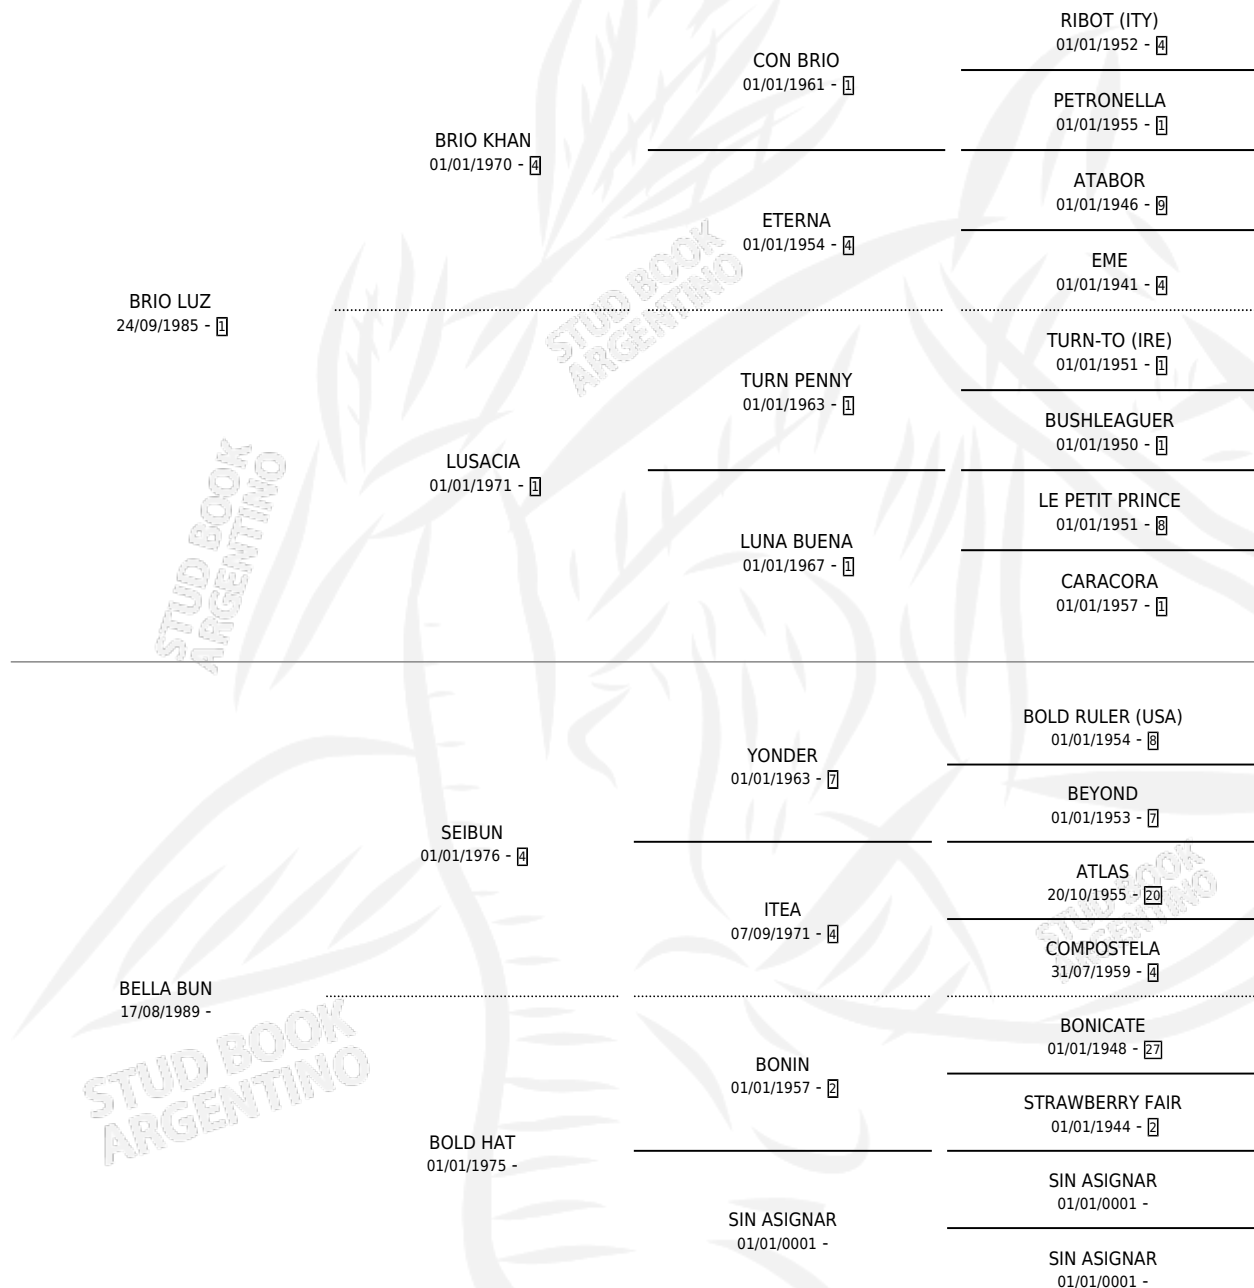 RIBOT (ITY)
01/01/1952 - 4
CON BRIO
01/01/1961 - 1
PETRONELLA
01/01/1955 - 1
BRIO KHAN
01/01/1970 - 4
ATABOR
01/01/1946 - 9
ETERNA
01/01/1954 - 4
EME
01/01/1941 - 4
BRIO LUZ
24/09/1985 - 1
STUD BOOK
ARGENTINO
TURN-TO (IRE)
01/01/1951 - 1
TURN PENNY
01/01/1963 - 1
BUSHLEAGUER
01/01/1950 - 1
LUSACIA
01/01/1971 - 1
LE PETIT PRINCE
01/01/1951 - 8
LUNA BUENA
01/01/1967 - 1
CARACORA
01/01/1957 - 1
STUD BOOK
ARGENTINO
BOLD RULER (USA)
01/01/1954 - 8
YONDER
01/01/1963 - 7
BEYOND
01/01/1953 - 7
SEIBUN
01/01/1976 - 4
ATLAS
20/10/1955 - 20
ITEA
07/09/1971 - 4
COMPOSTELA
31/07/1959 - 4
STUD BOOK
ARGENTINO
BELLA BUN
17/08/1989 -
BONICATE
01/01/1948 - 27
BONIN
01/01/1957 - 2
STRAWBERRY FAIR
01/01/1944 - 2
STUD BOOK
ARGENTINO
BOLD HAT
01/01/1975 -
SIN ASIGNAR
01/01/0001 -
SIN ASIGNAR
01/01/0001 -
SIN ASIGNAR
01/01/0001 -